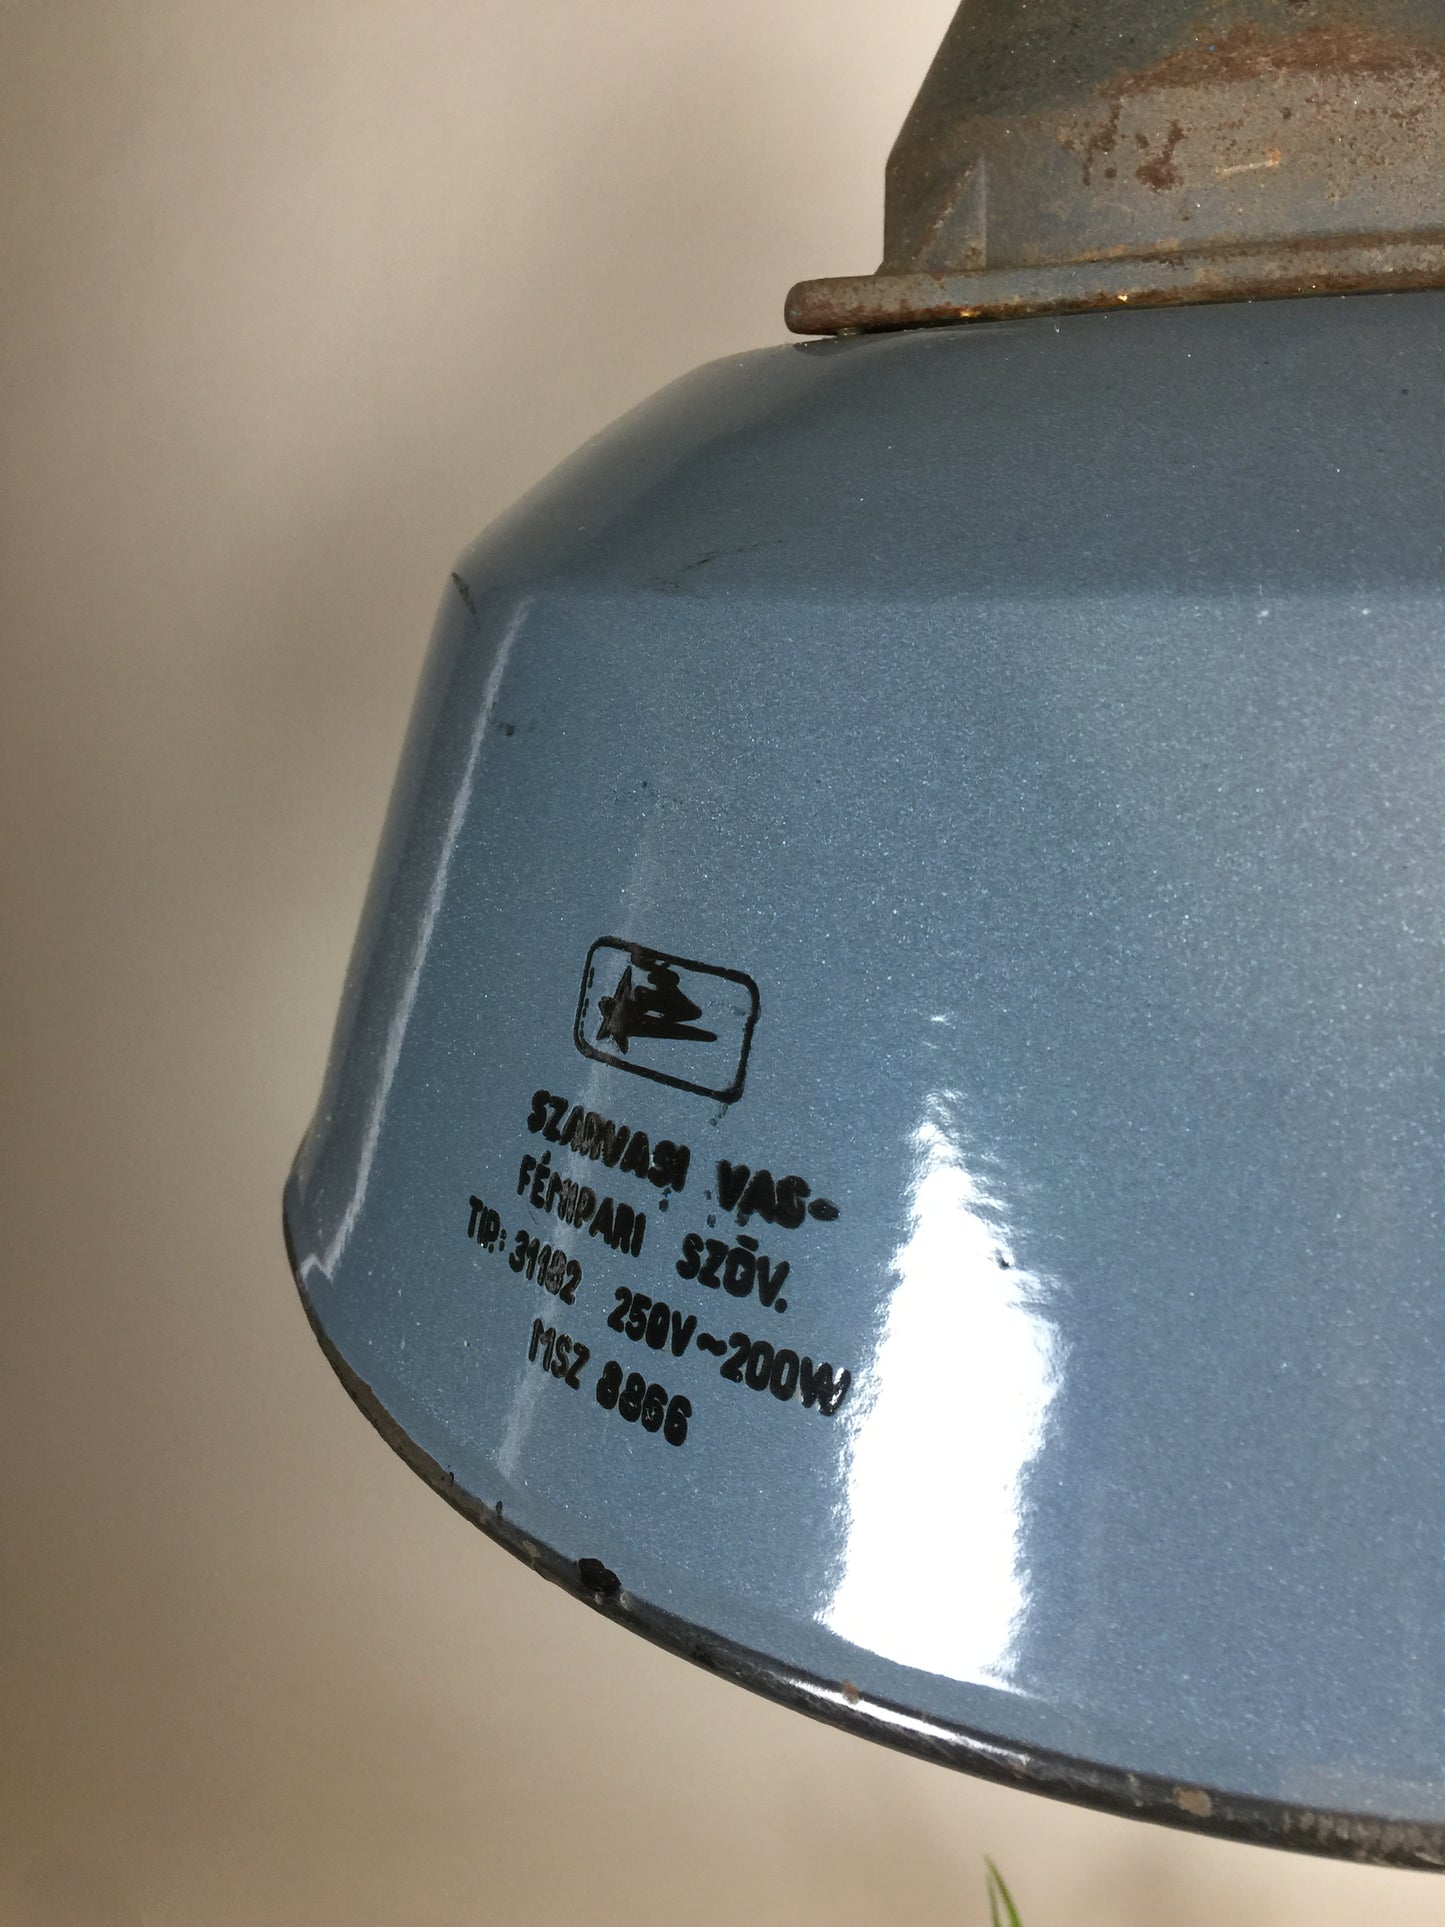 SZARVASI VAS-
FÉMIPARI SZÖV.
TIP.: 31182 250V~200W
MSZ 8866